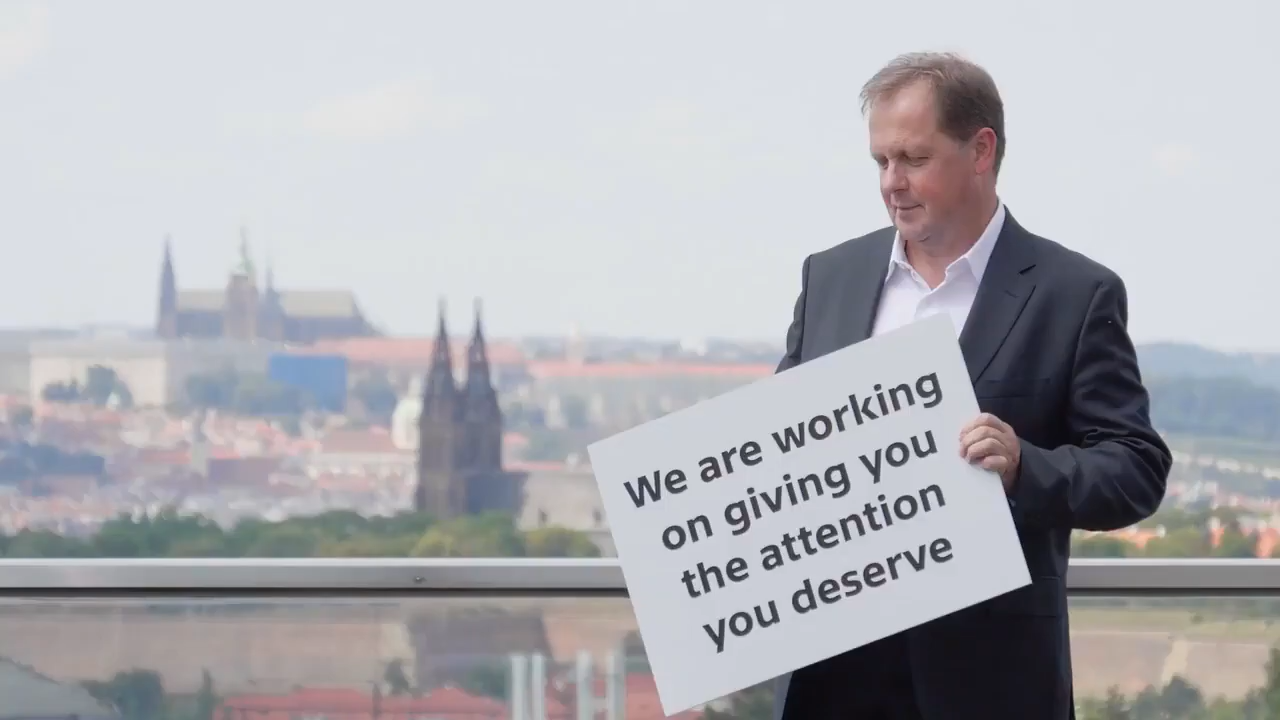 We are working
on giving you
the attention
you deserve